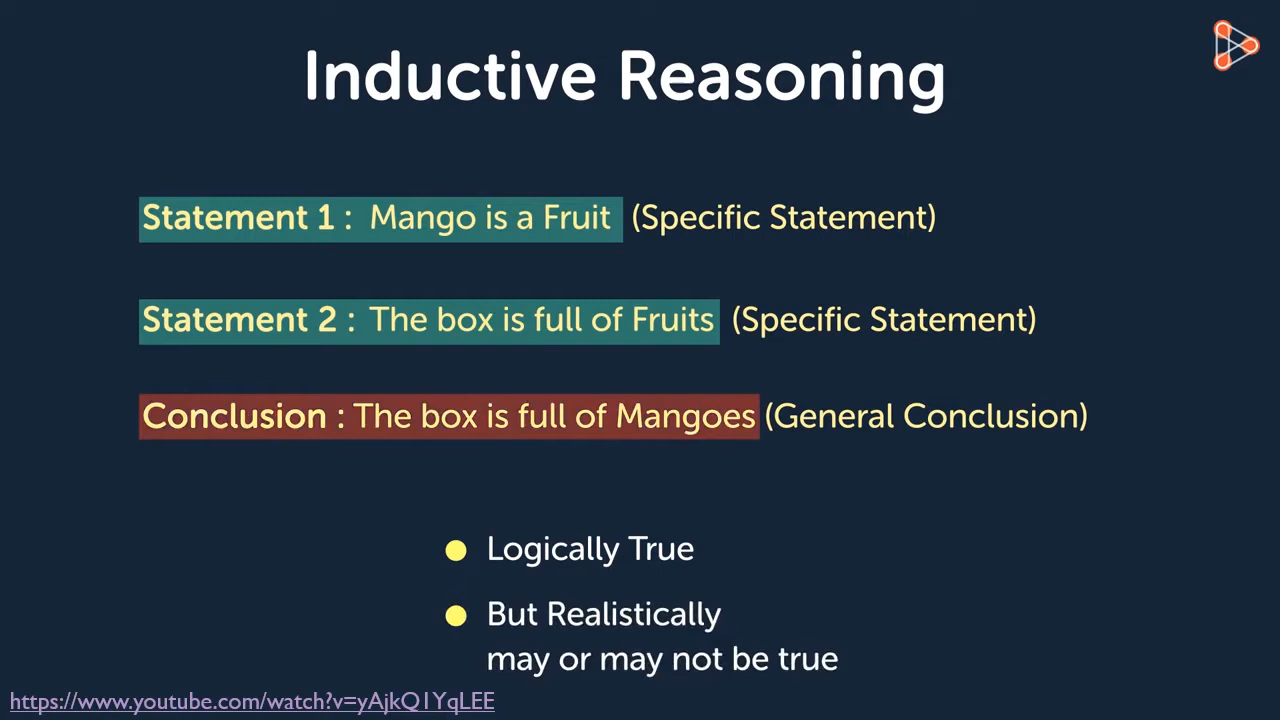 Inductive Reasoning
Statement 1 : Mango is a Fruit (Specific Statement)
Statement 2 : The box is full of Fruits (Specific Statement)
Conclusion : The box is full of Mangoes (General Conclusion)
Logically True
But Realistically
may or may not be true
https://www.youtube.com/watch?v=yAjkQ1YqLEE